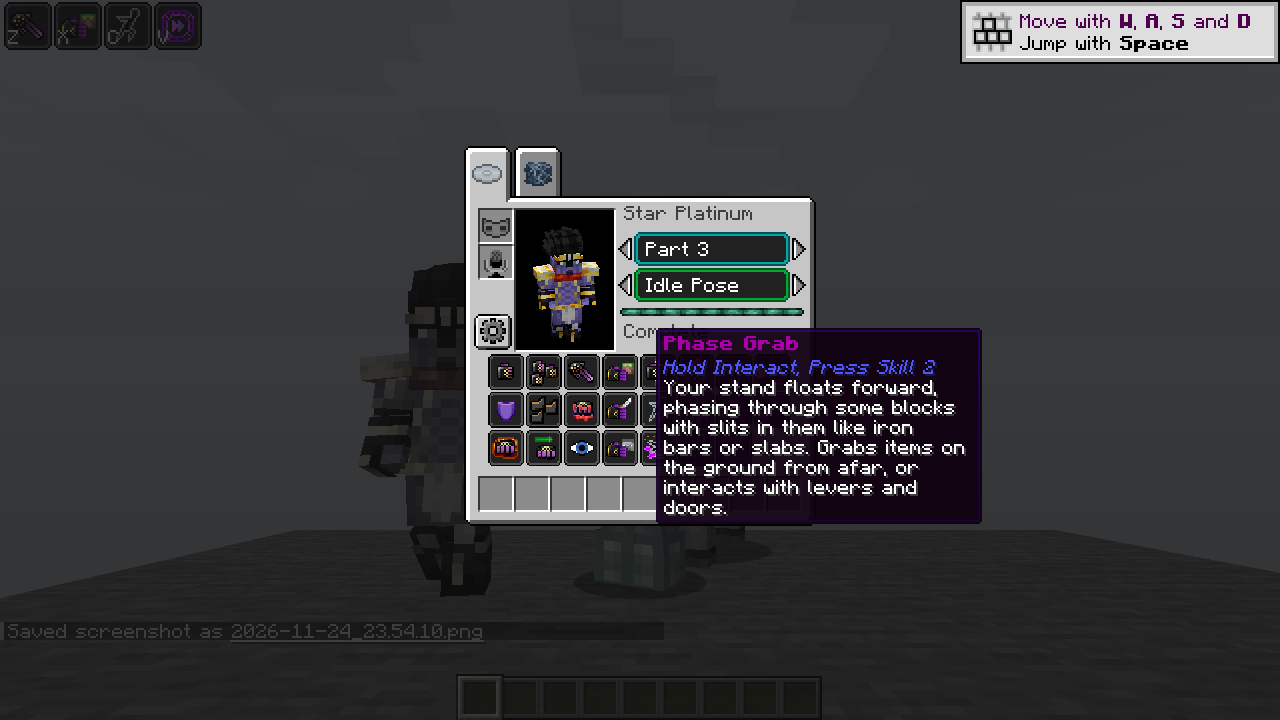 Z
X
V
Move with W, A, S and D
Jump with Space
Star Platinum
Part 3
Idle Pose
Phase Grab
Hold Interact, Press Skill 2
Your stand floats forward,
phasing through some blocks
with slits in them like iron
bars or slabs. Grabs items on
the ground from afar, or
interacts with levers and
doors.
Saved screenshot as 2026-11-24_23.54.10.png